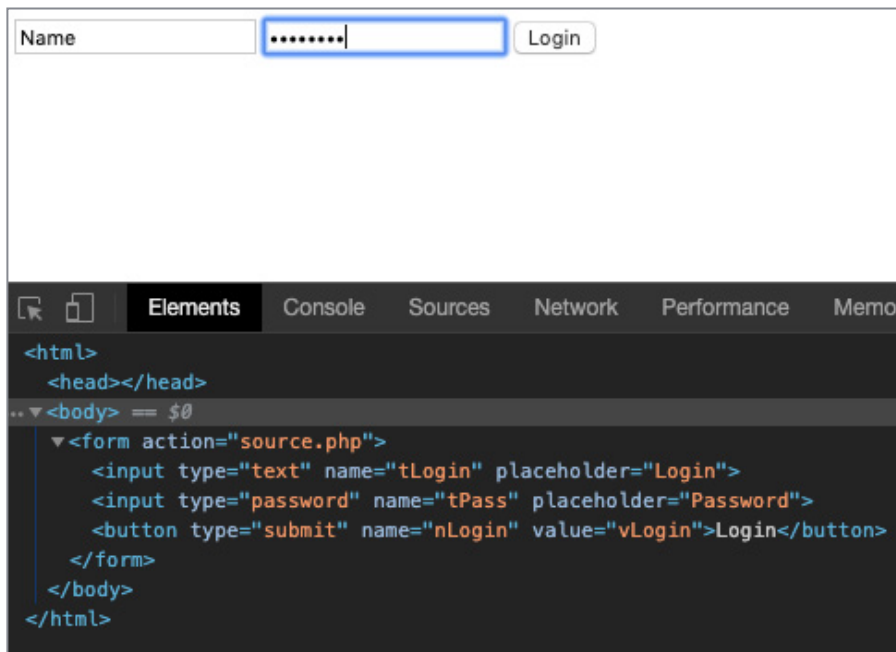 Name •••••••• Login
Elements Console Sources Network Performance Memo
<html>
<head></head>
.. ▼<body> == $0
▼<form action="source.php">
<input type="text" name="tLogin" placeholder="Login">
<input type="password" name="tPass" placeholder="Password">
<button type="submit" name="nLogin" value="vLogin">Login</button>
</form>
</body>
</html>